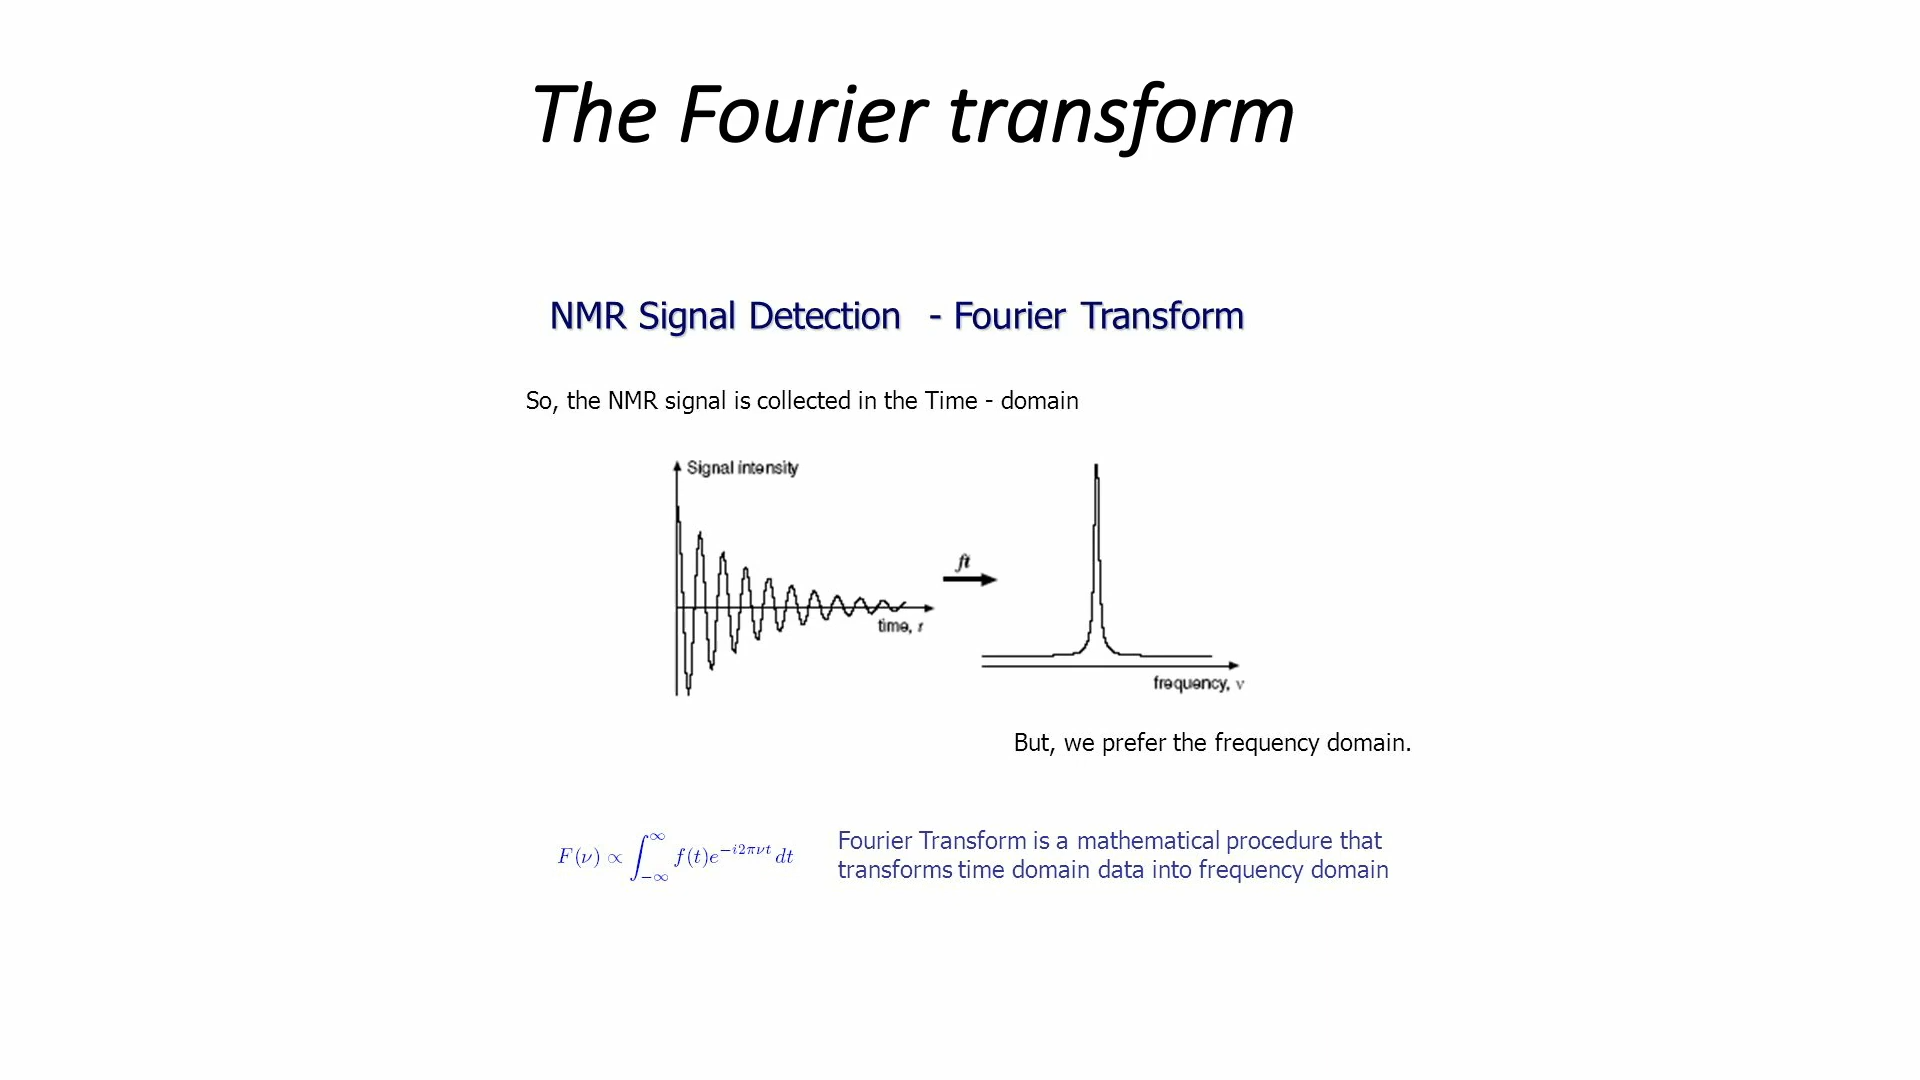 The Fourier transform
NMR Signal Detection - Fourier Transform
So, the NMR signal is collected in the Time - domain
Signal intensity
ft
time, t
frequency, ν
But, we prefer the frequency domain.
F(ν) ∝ ∫_{-∞}^{∞} f(t)e^{-i2πνt} dt
Fourier Transform is a mathematical procedure that
transforms time domain data into frequency domain